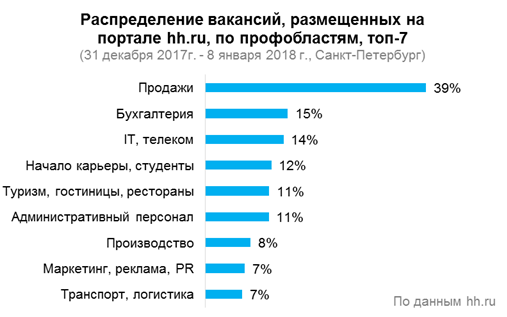 Распределение вакансий, размещенных на
портале hh.ru, по профобластям, топ-7
(31 декабря 2017г. - 8 января 2018 г., Санкт-Петербург)
Продажи 39%
Бухгалтерия 15%
IT, телеком 14%
Начало карьеры, студенты 12%
Туризм, гостиницы, рестораны 11%
Административный персонал 11%
Производство 8%
Маркетинг, реклама, PR 7%
Транспорт, логистика 7%
По данным hh.ru